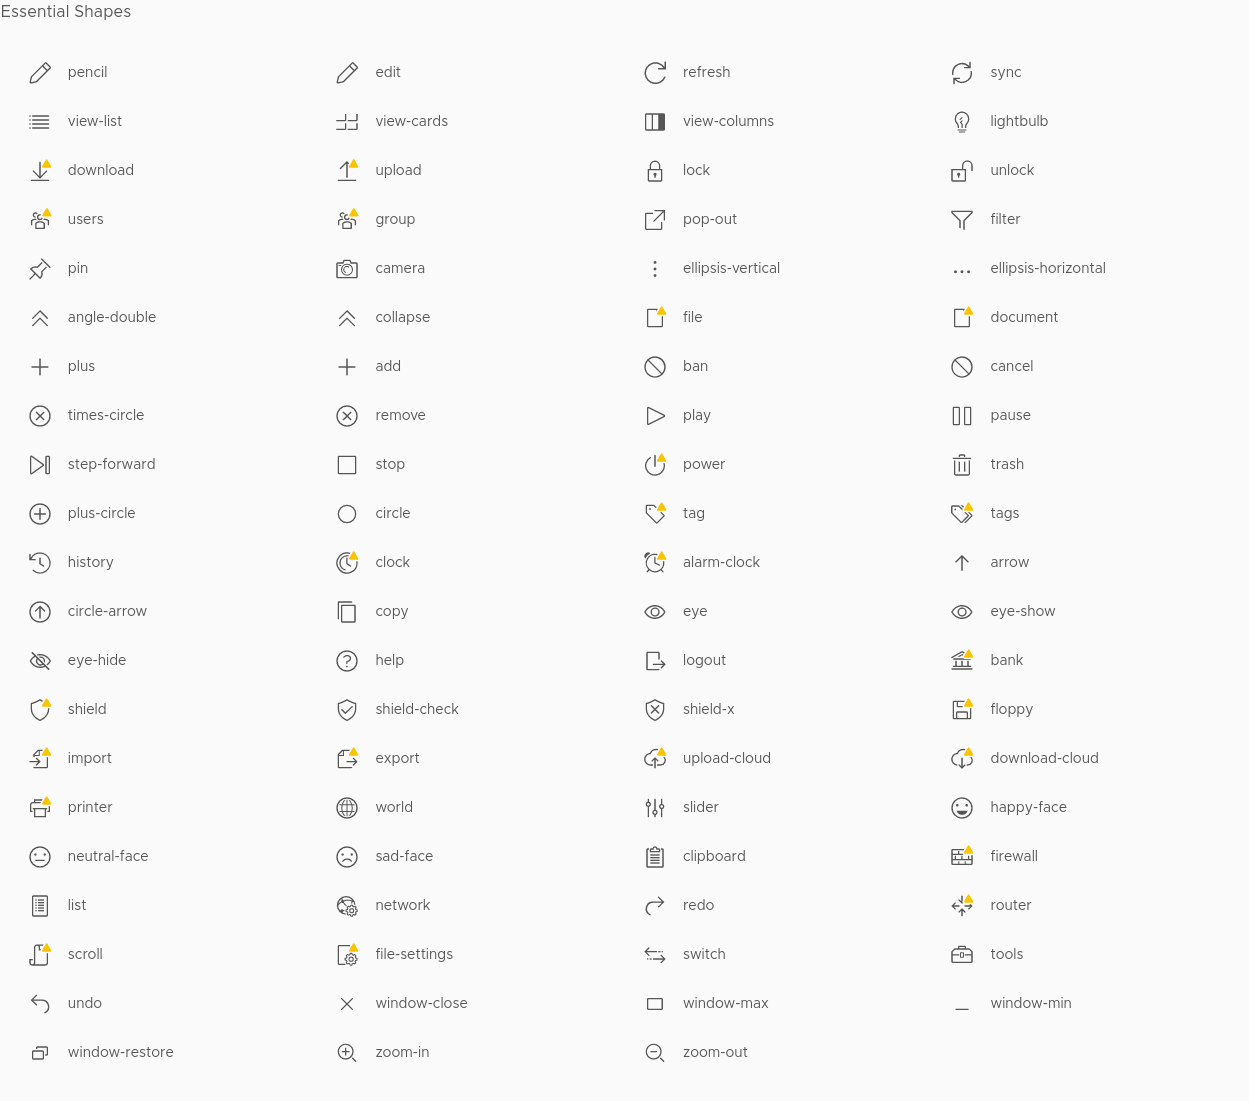 Essential Shapes
pencil edit refresh sync
view-list view-cards view-columns lightbulb
download upload lock unlock
users group pop-out filter
pin camera ellipsis-vertical ellipsis-horizontal
angle-double collapse file document
plus add ban cancel
times-circle remove play pause
step-forward stop power trash
plus-circle circle tag tags
history clock alarm-clock arrow
circle-arrow copy eye eye-show
eye-hide help logout bank
shield shield-check shield-x floppy
import export upload-cloud download-cloud
printer world slider happy-face
neutral-face sad-face clipboard firewall
list network redo router
scroll file-settings switch tools
undo window-close window-max window-min
window-restore zoom-in zoom-out